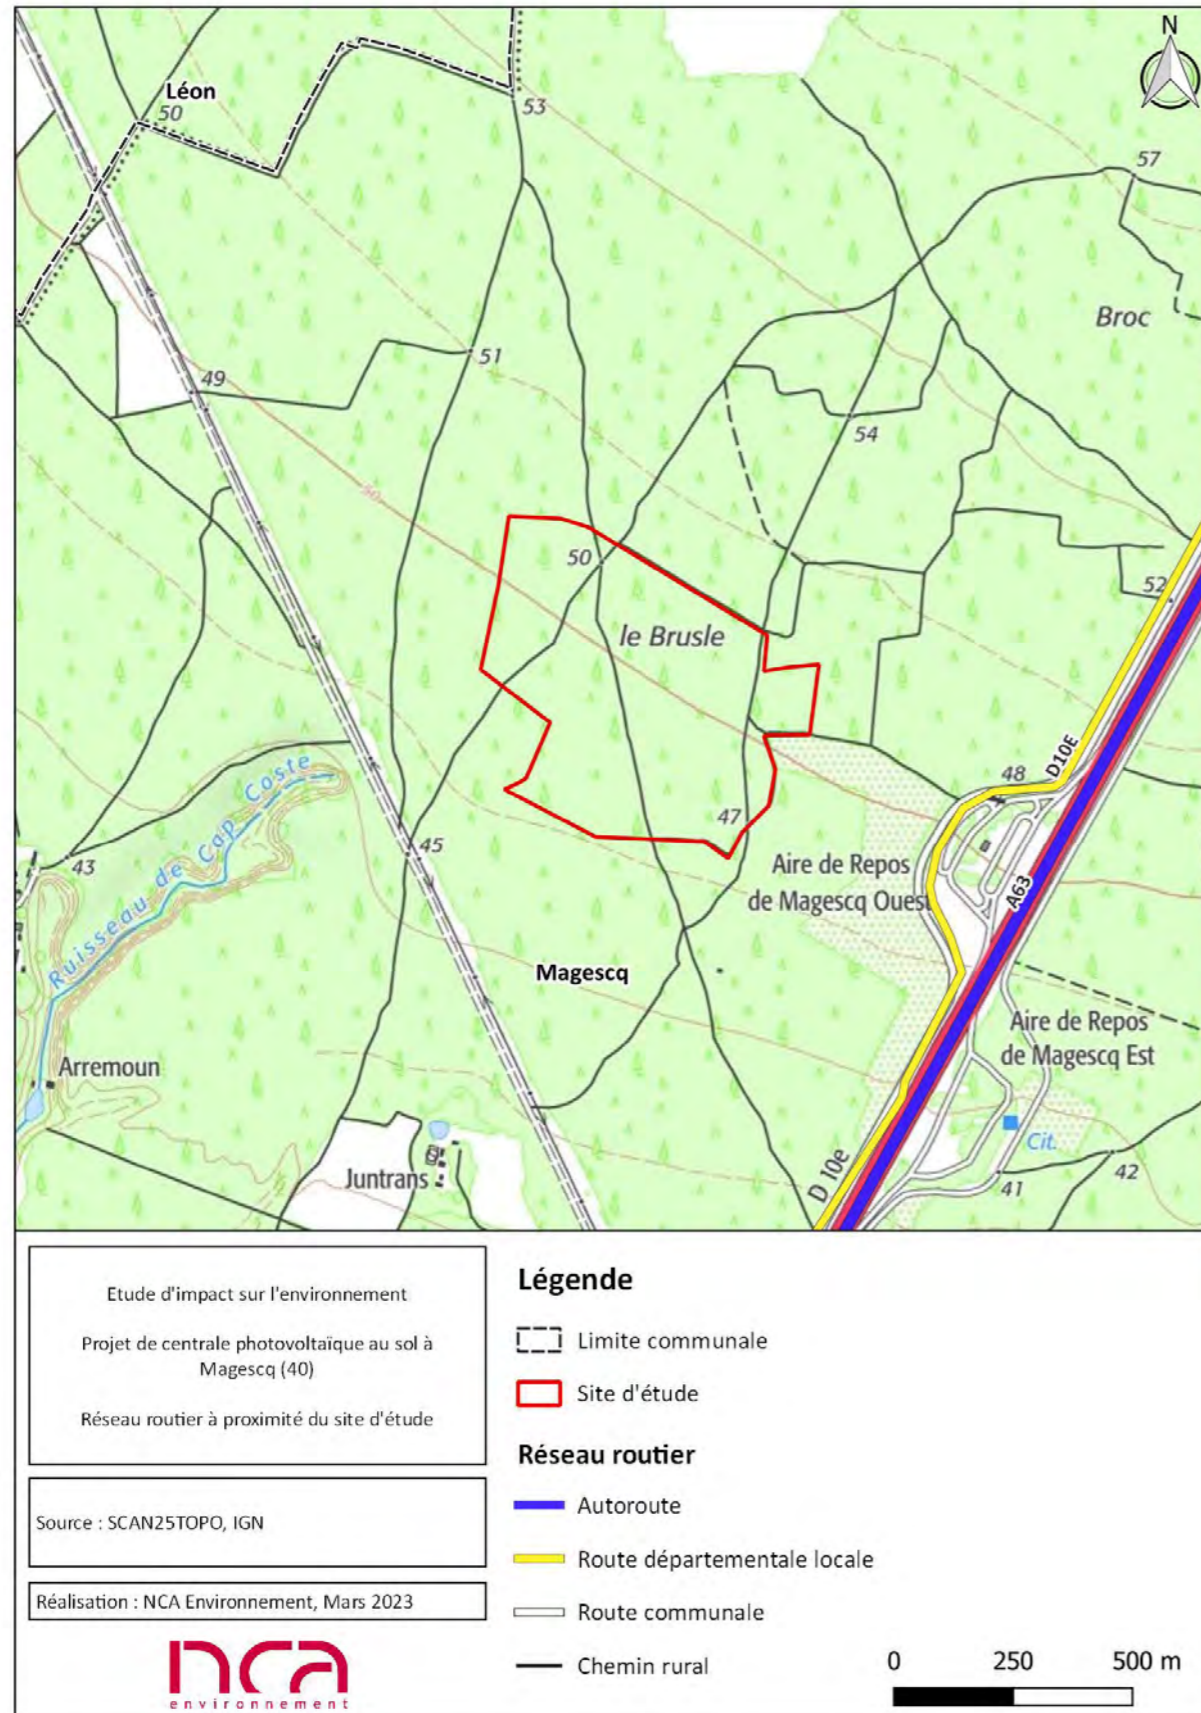 N
Léon
50
53
57
Broc
51
49
54
50
50
52
le Brusle
D10E
48
47
Ruisseau de Cap Coste
45
43
Aire de Repos
de Magescq Ouest
A63
Magescq
Aire de Repos
de Magescq Est
Arremoun
Cit.
D 10e
Juntrans
41
42
Etude d'impact sur l'environnement
Projet de centrale photovoltaïque au sol à
Magescq (40)
Réseau routier à proximité du site d'étude
Source : SCAN25TOPO, IGN
Réalisation : NCA Environnement, Mars 2023
nca
environnement
Légende
Limite communale
Site d'étude
Réseau routier
Autoroute
Route départementale locale
Route communale
Chemin rural
0 250 500 m